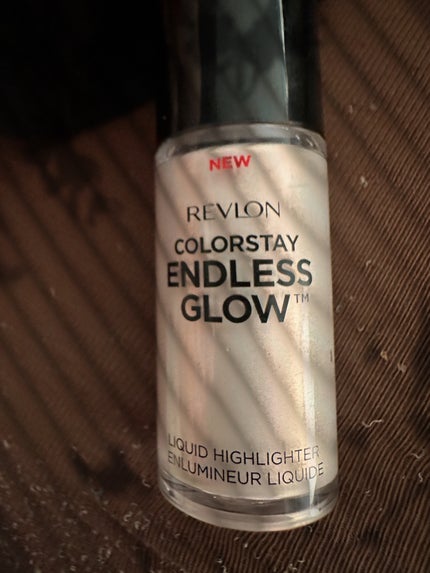 NEW
REVLON
COLORSTAY
ENDLESS
GLOW™
LIQUID HIGHLIGHTER
ENLUMINEUR LIQUIDE